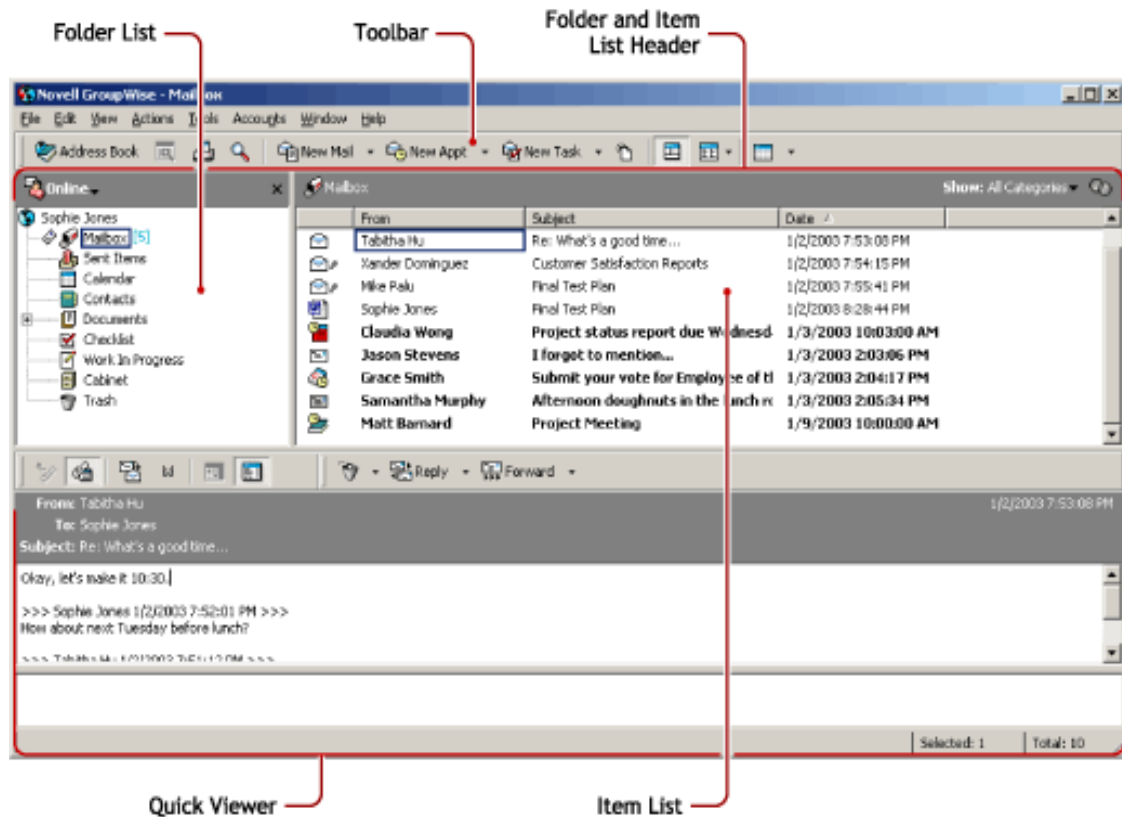 Folder List
Toolbar
Folder and Item
List Header
Novell GroupWise - Mailbox
File Edit View Actions Tools Accounts Window Help
Address Book New Mail New Appt New Task
Online
Mailbox
Show: All Categories
Sophie Jones
Mailbox [5]
Sent Items
Calendar
Contacts
Documents
Checklist
Work In Progress
Cabinet
Trash
From Subject Date
Tabitha Hu Re: What's a good time... 1/2/2003 7:53:08 PM
Xander Dominguez Customer Satisfaction Reports 1/2/2003 7:54:15 PM
Mike Palu Final Test Plan 1/2/2003 7:55:41 PM
Sophie Jones Final Test Plan 1/2/2003 8:28:44 PM
Claudia Wong Project status report due Wednesd 1/3/2003 10:03:00 AM
Jason Stevens I forgot to mention... 1/3/2003 2:03:06 PM
Grace Smith Submit your vote for Employee of tl 1/3/2003 2:04:17 PM
Samantha Murphy Afternoon doughnuts in the lunch rc 1/3/2003 2:05:34 PM
Matt Barnard Project Meeting 1/9/2003 10:00:00 AM
Reply Forward
From: Tabitha Hu 1/2/2003 7:53:08 PM
To: Sophie Jones
Subject: Re: What's a good time...
Okay, let's make it 10:30.
>>> Sophie Jones 1/2/2003 7:52:01 PM >>>
How about next Tuesday before lunch?
>>> Tabitha Hu 1/2/2003 7:51:12 PM >>>
Selected: 1 Total: 10
Quick Viewer
Item List